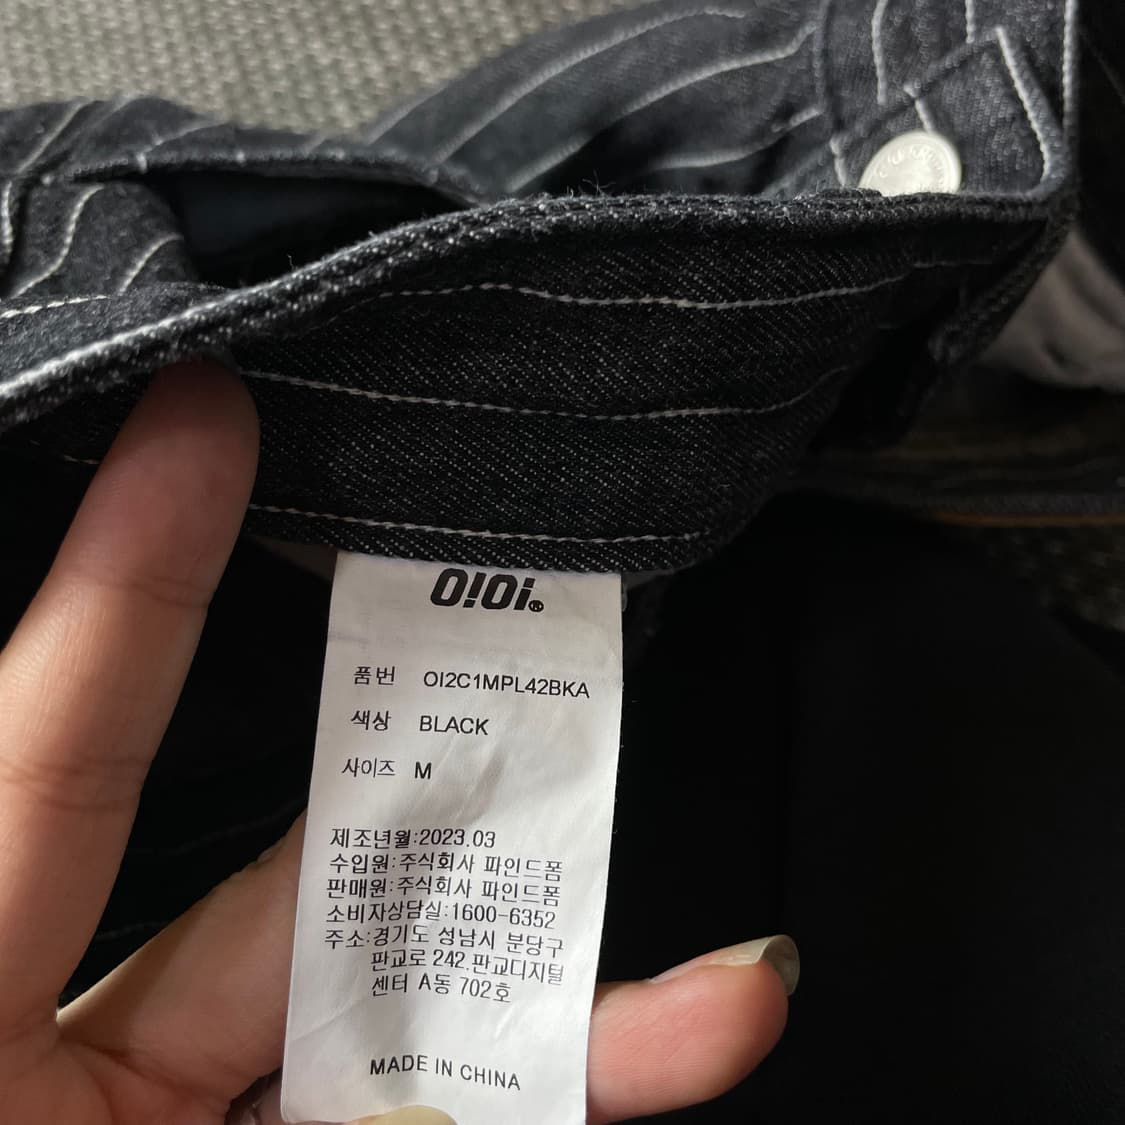 O!Oi.®
품번 OI2C1MPL42BKA
색상 BLACK
사이즈 M
제조년월:2023.03
수입원:주식회사 파인드폼
판매원:주식회사 파인드폼
소비자상담실:1600-6352
주소:경기도 성남시 분당구
판교로 242.판교디지털
센터 A동 702호
MADE IN CHINA